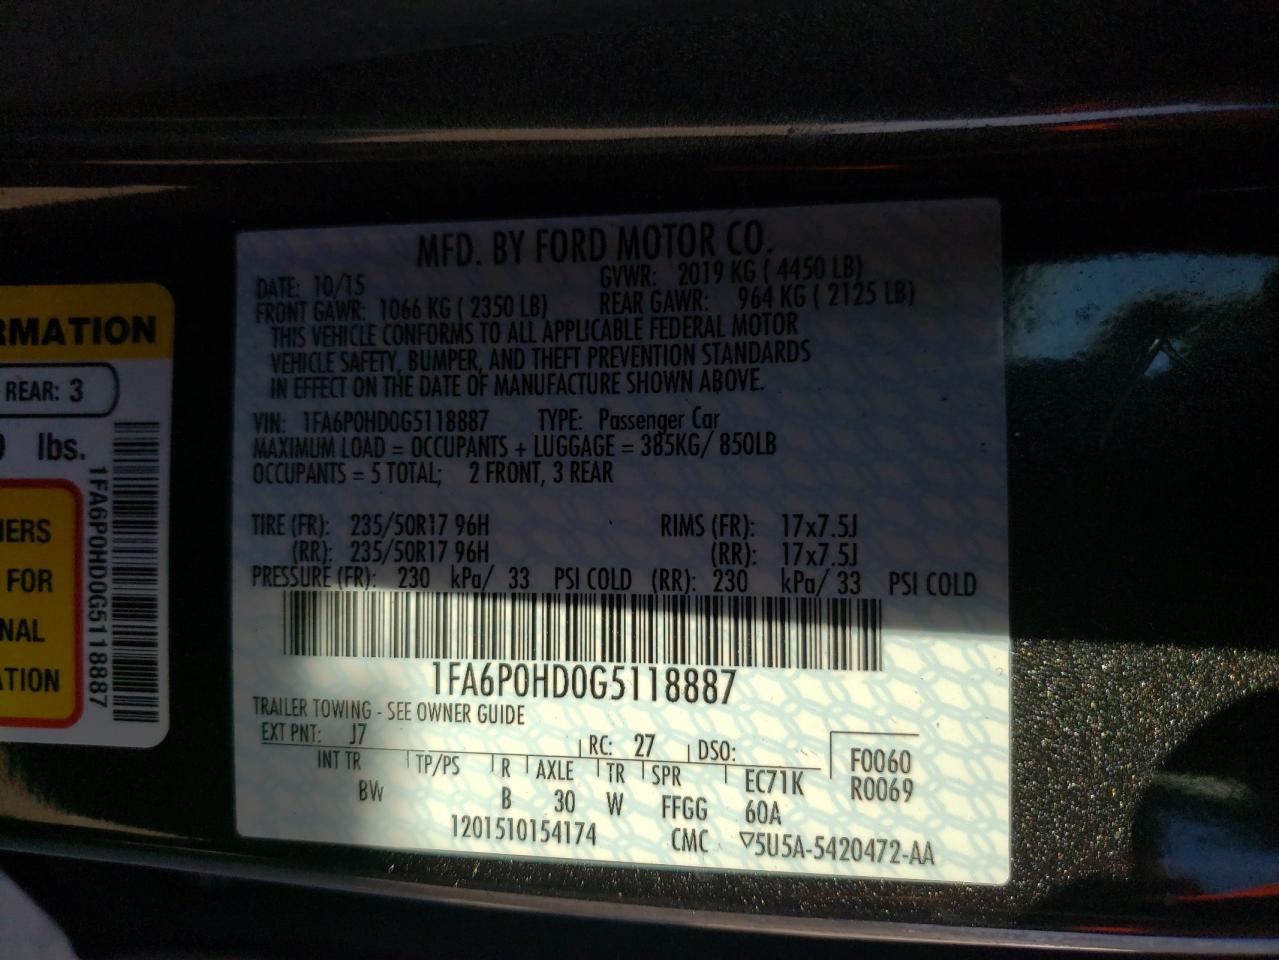 MFD. BY FORD MOTOR CO.
DATE: 10/15 GVWR: 2019 KG ( 4450 LB)
FRONT GAWR: 1066 KG ( 2350 LB) REAR GAWR: 964 KG ( 2125 LB)
THIS VEHICLE CONFORMS TO ALL APPLICABLE FEDERAL MOTOR
VEHICLE SAFETY, BUMPER, AND THEFT PREVENTION STANDARDS
IN EFFECT ON THE DATE OF MANUFACTURE SHOWN ABOVE.
VIN: 1FA6P0HD0G5118887 TYPE: Passenger Car
MAXIMUM LOAD = OCCUPANTS + LUGGAGE = 385KG/ 850LB
OCCUPANTS = 5 TOTAL; 2 FRONT, 3 REAR
TIRE (FR): 235/50R17 96H RIMS (FR): 17x7.5J
(RR): 235/50R17 96H (RR): 17x7.5J
PRESSURE (FR): 230 kPa/ 33 PSI COLD (RR): 230 kPa/ 33 PSI COLD
1FA6P0HD0G5118887
TRAILER TOWING - SEE OWNER GUIDE
EXT PNT: J7 RC: 27 DSO: F0060
INT TR TP/PS R AXLE TR SPR EC71K R0069
BW B 30 W FFGG 60A
1201510154174 CMC ▽5U5A-5420472-AA
RMATION
REAR: 3
lbs.
1FA6P0HD0G5118887
IERS
FOR
NAL
ATION